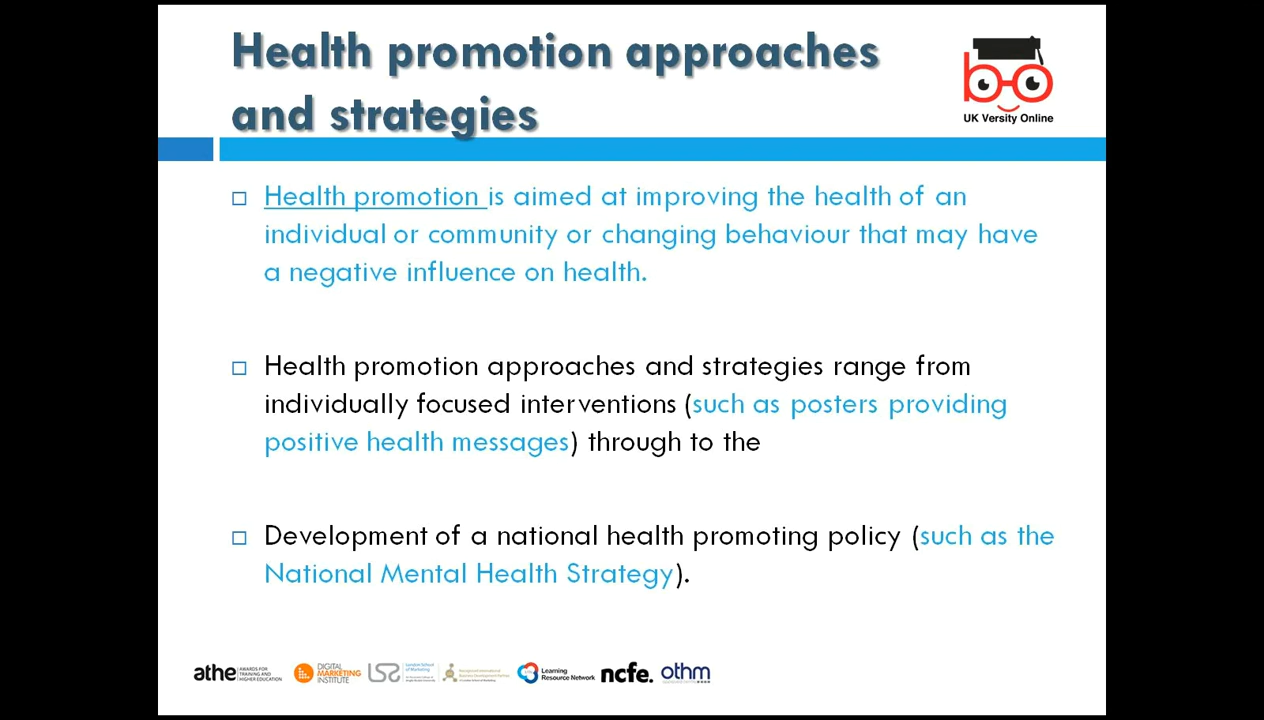 Health promotion approaches
and strategies
UK Versity Online
Health promotion is aimed at improving the health of an
individual or community or changing behaviour that may have
a negative influence on health.
Health promotion approaches and strategies range from
individually focused interventions (such as posters providing
positive health messages) through to the
Development of a national health promoting policy (such as the
National Mental Health Strategy).
athe AWARDS FOR TRAINING AND HIGHER EDUCATION
DIGITAL MARKETING INSTITUTE
London School of Marketing
Learning Resource Network
ncfe.
othm